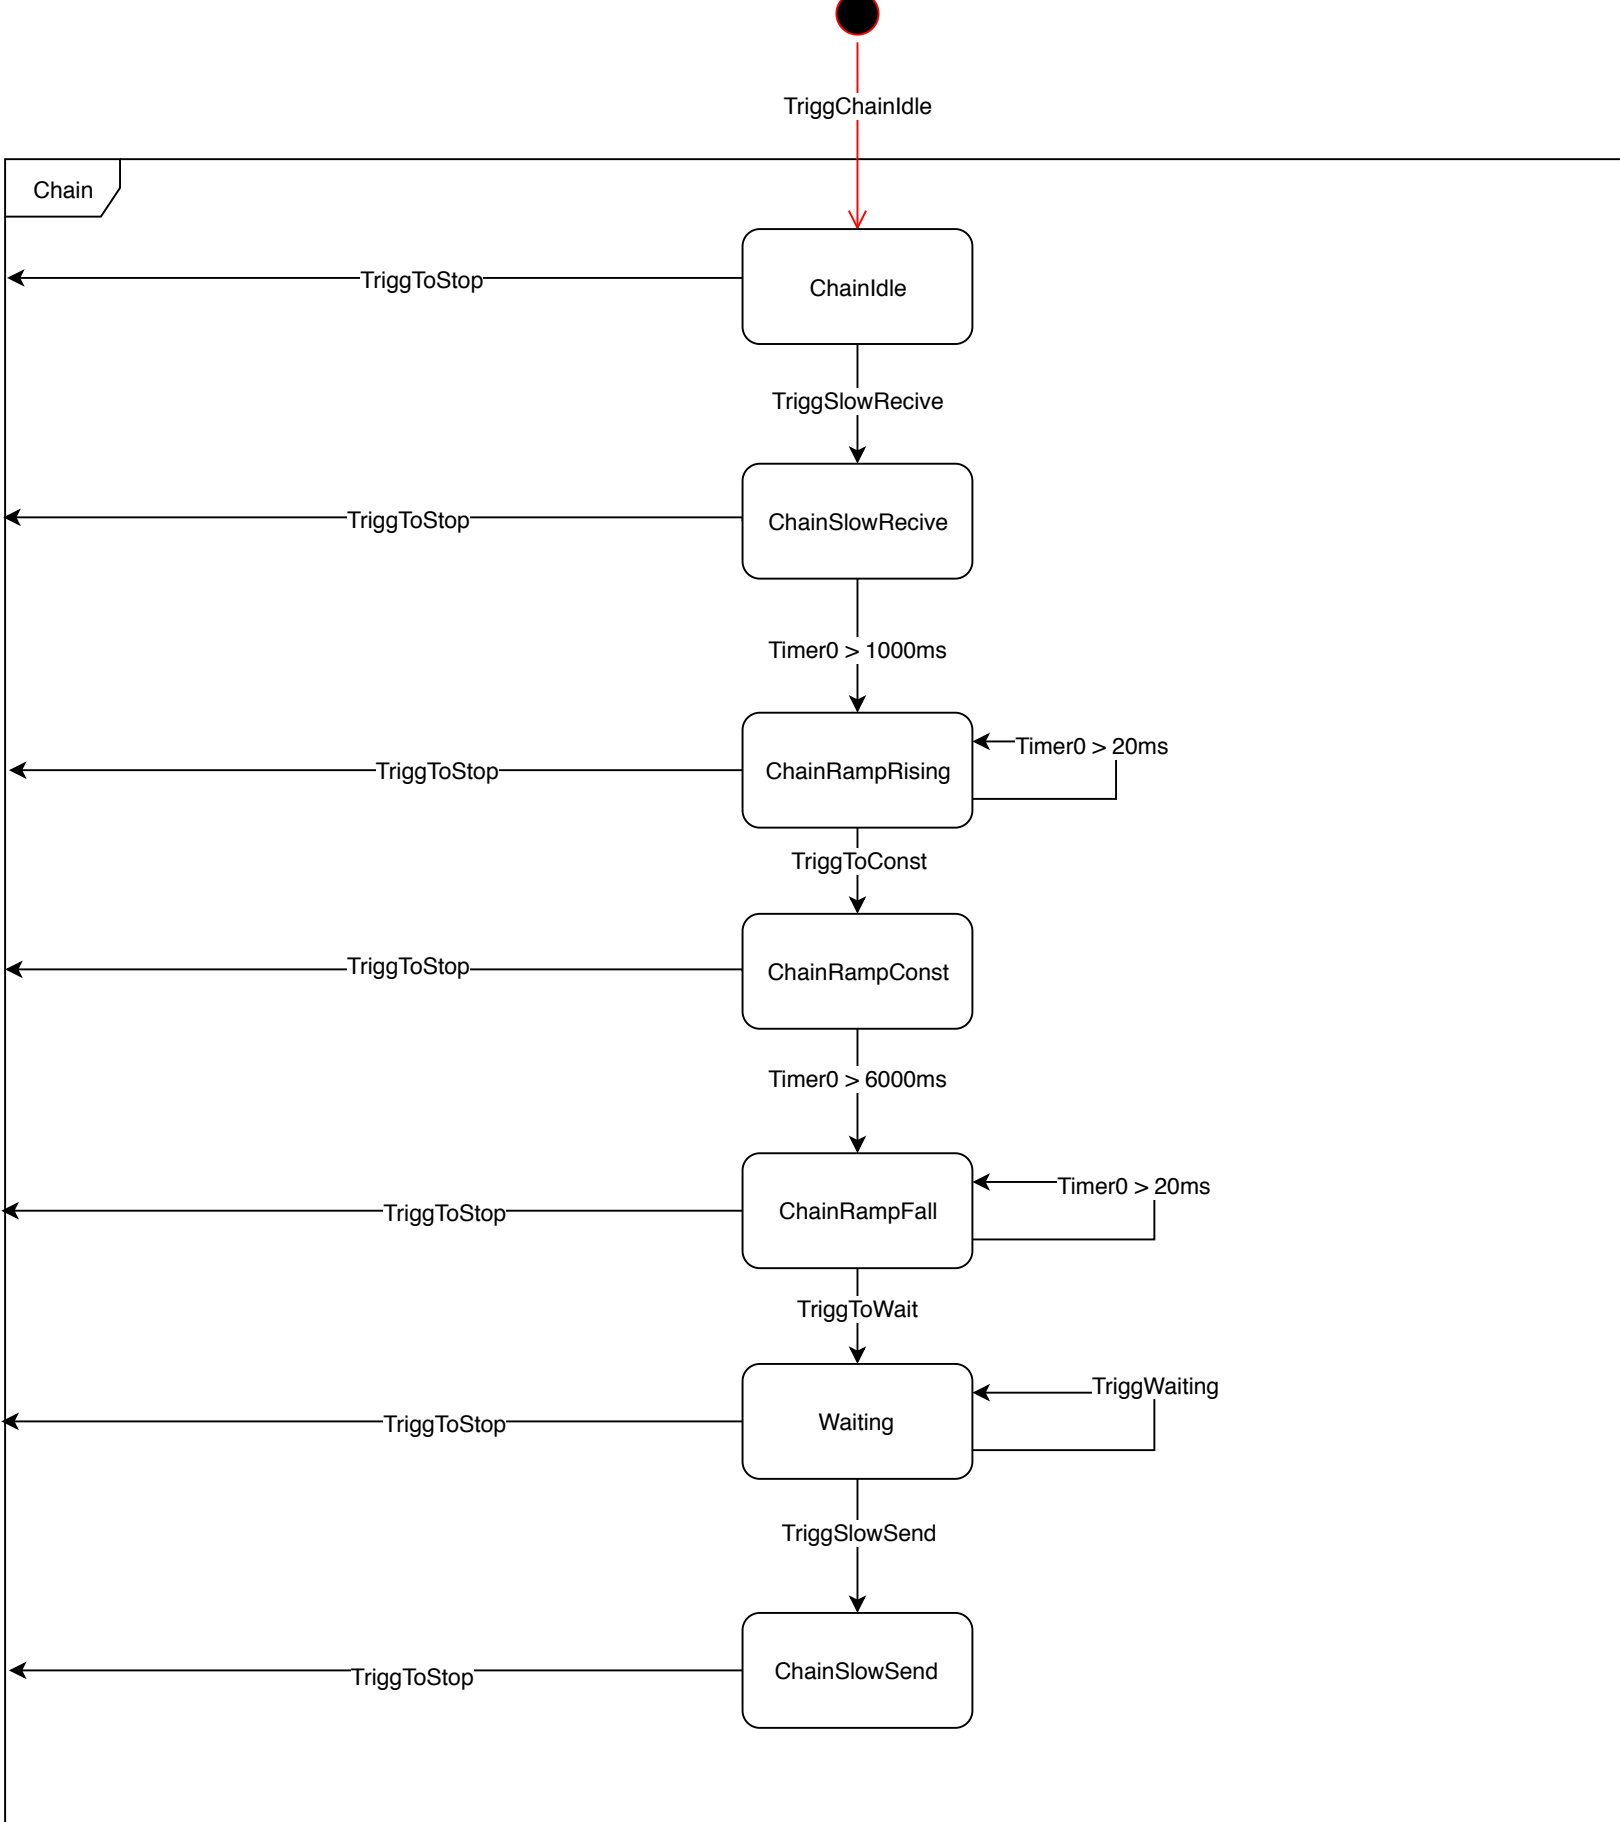 TriggChainIdle
Chain
TriggToStop
ChainIdle
TriggSlowRecive
TriggToStop
ChainSlowRecive
Timer0 > 1000ms
Timer0 > 20ms
TriggToStop
ChainRampRising
TriggToConst
TriggToStop
ChainRampConst
Timer0 > 6000ms
Timer0 > 20ms
TriggToStop
ChainRampFall
TriggToWait
TriggWaiting
TriggToStop
Waiting
TriggSlowSend
TriggToStop
ChainSlowSend